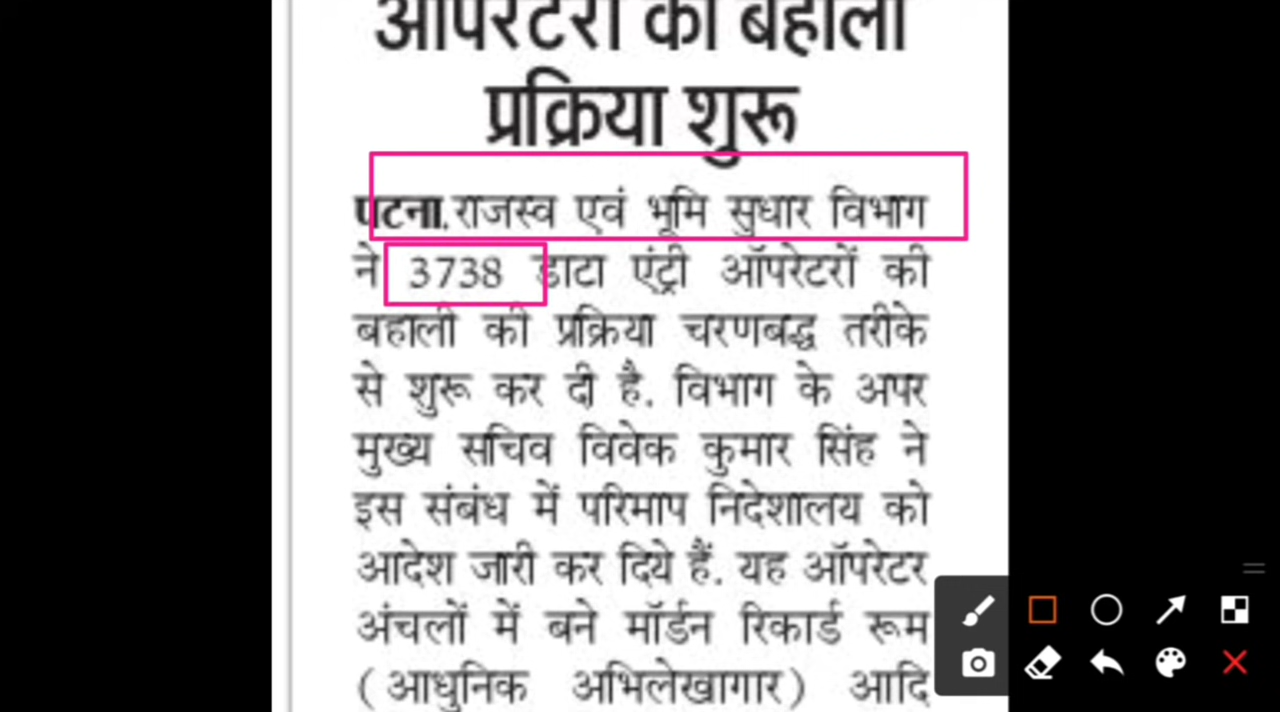 ऑपरेटरों की बहाली
प्रक्रिया शुरू
पटना. राजस्व एवं भूमि सुधार विभाग
ने 3738 डाटा एंट्री ऑपरेटरों की
बहाली की प्रक्रिया चरणबद्ध तरीके
से शुरू कर दी है. विभाग के अपर
मुख्य सचिव विवेक कुमार सिंह ने
इस संबंध में परिमाप निदेशालय को
आदेश जारी कर दिये हैं. यह ऑपरेटर
अंचलों में बने मॉर्डन रिकार्ड रूम
(आधुनिक अभिलेखागार) आदि